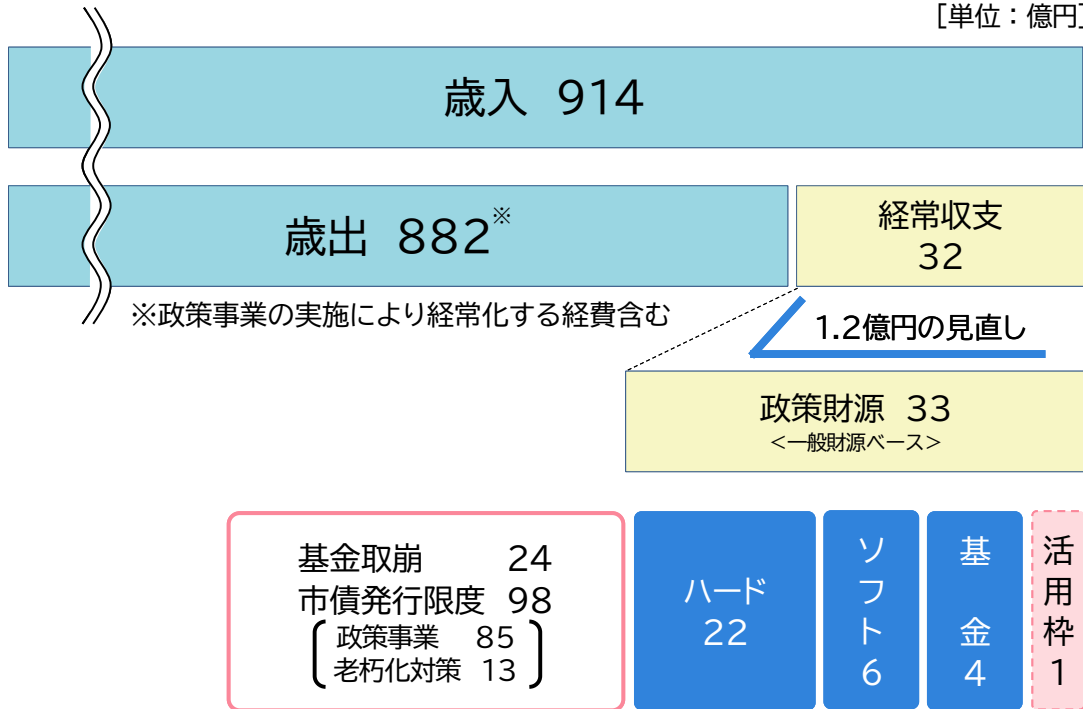 [単位：億円]
歳入 914
歳出 882※
経常収支
32
※政策事業の実施により経常化する経費含む
1.2億円の見直し
政策財源 33
<一般財源ベース>
基金取崩 24
市債発行限度 98
政策事業 85
老朽化対策 13
ハード
22
ソフト
6
基金
4
活用枠
1